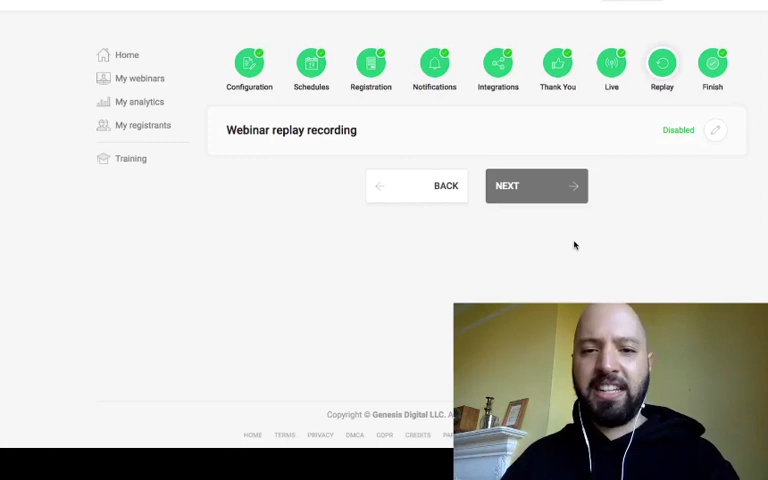 Home
My webinars
My analytics
My registrants
Training
Configuration
Schedules
Registration
Notifications
Integrations
Thank You
Live
Replay
Finish
Webinar replay recording
Disabled
BACK
NEXT
Copyright © Genesis Digital LLC.
HOME TERMS PRIVACY DMCA GDPR CREDITS